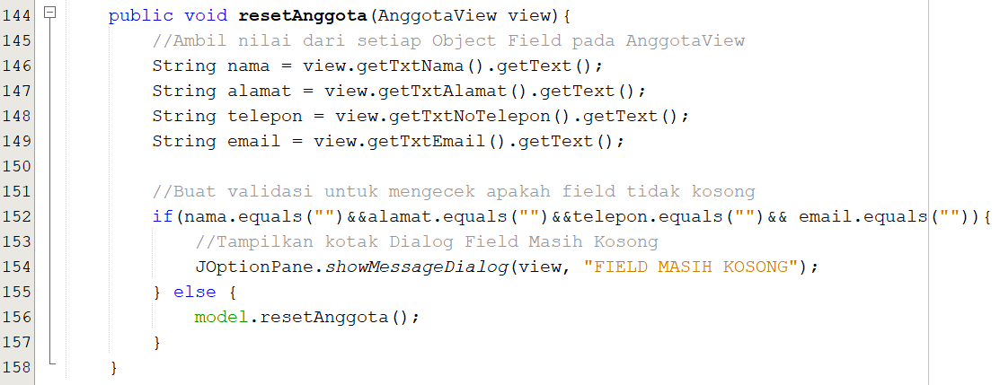 144 public void resetAnggota(AnggotaView view){
145 //Ambil nilai dari setiap Object Field pada AnggotaView
146 String nama = view.getTxtNama().getText();
147 String alamat = view.getTxtAlamat().getText();
148 String telepon = view.getTxtNoTelepon().getText();
149 String email = view.getTxtEmail().getText();
150
151 //Buat validasi untuk mengecek apakah field tidak kosong
152 if(nama.equals("")&&alamat.equals("")&&telepon.equals("")&& email.equals("")){
153 //Tampilkan kotak Dialog Field Masih Kosong
154 JOptionPane.showMessageDialog(view, "FIELD MASIH KOSONG");
155 } else {
156 model.resetAnggota();
157 }
158 }